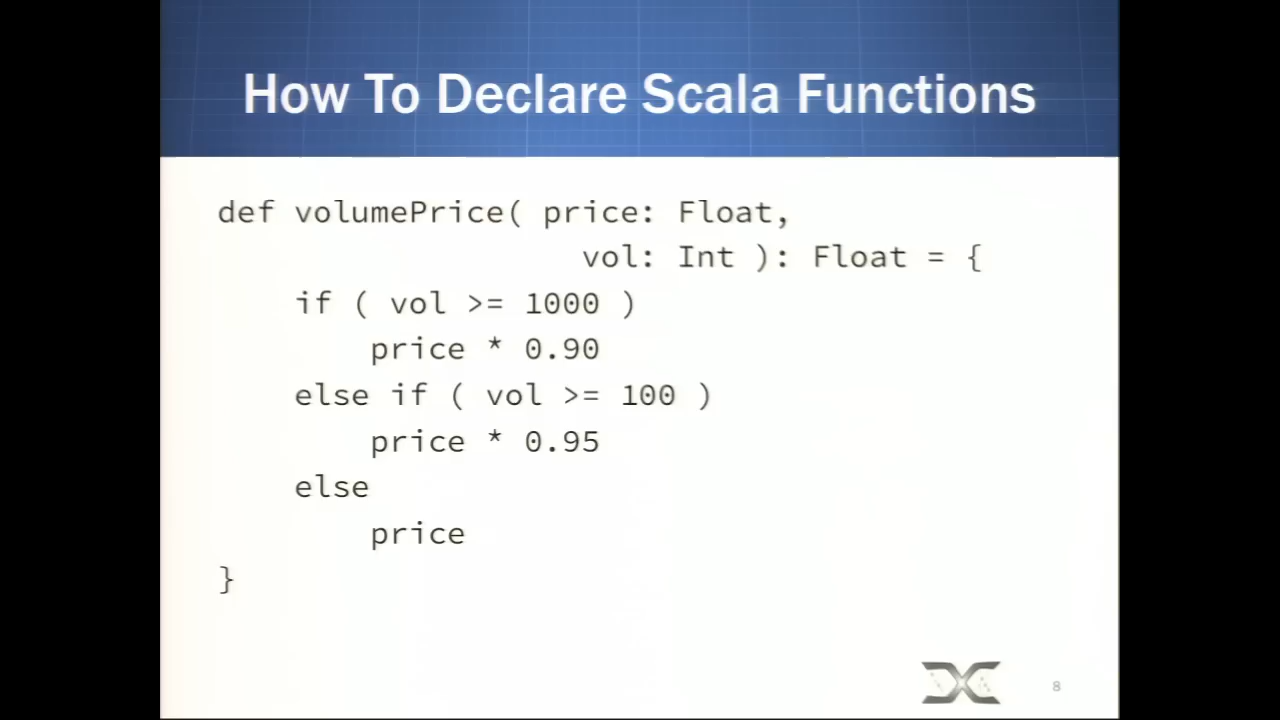 How To Declare Scala Functions
def volumePrice( price: Float,
vol: Int ): Float = {
if ( vol >= 1000 )
price * 0.90
else if ( vol >= 100 )
price * 0.95
else
price
}
8